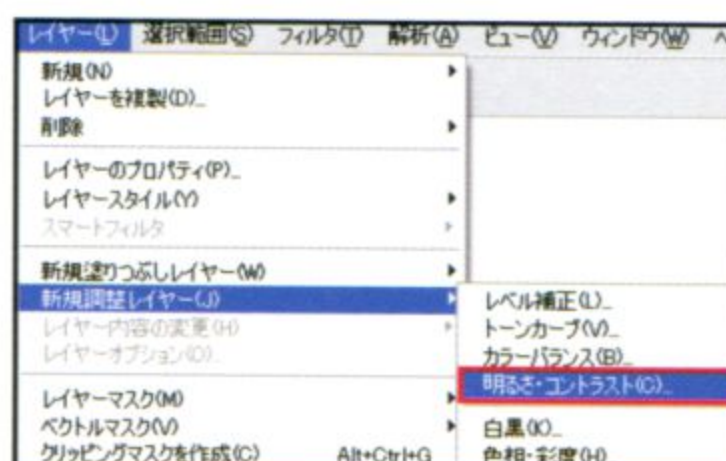 レイヤー(L) 選択範囲(S) フィルタ(T) 解析(A) ビュー(V) ウィンドウ(W) ヘ
新規(N)
レイヤーを複製(D)...
削除
レイヤーのプロパティ(P)...
レイヤースタイル(Y)
スマートフィルタ
新規塗りつぶしレイヤー(W)
新規調整レイヤー(J)
レイヤー内容の変更(H)
レイヤーオプション(O)...
レイヤーマスク(M)
ベクトルマスク(V)
クリッピングマスクを作成(C) Alt+Ctrl+G
レベル補正(L)...
トーンカーブ(V)...
カラーバランス(B)...
明るさ・コントラスト(C)...
白黒(K)...
色相・彩度(H)